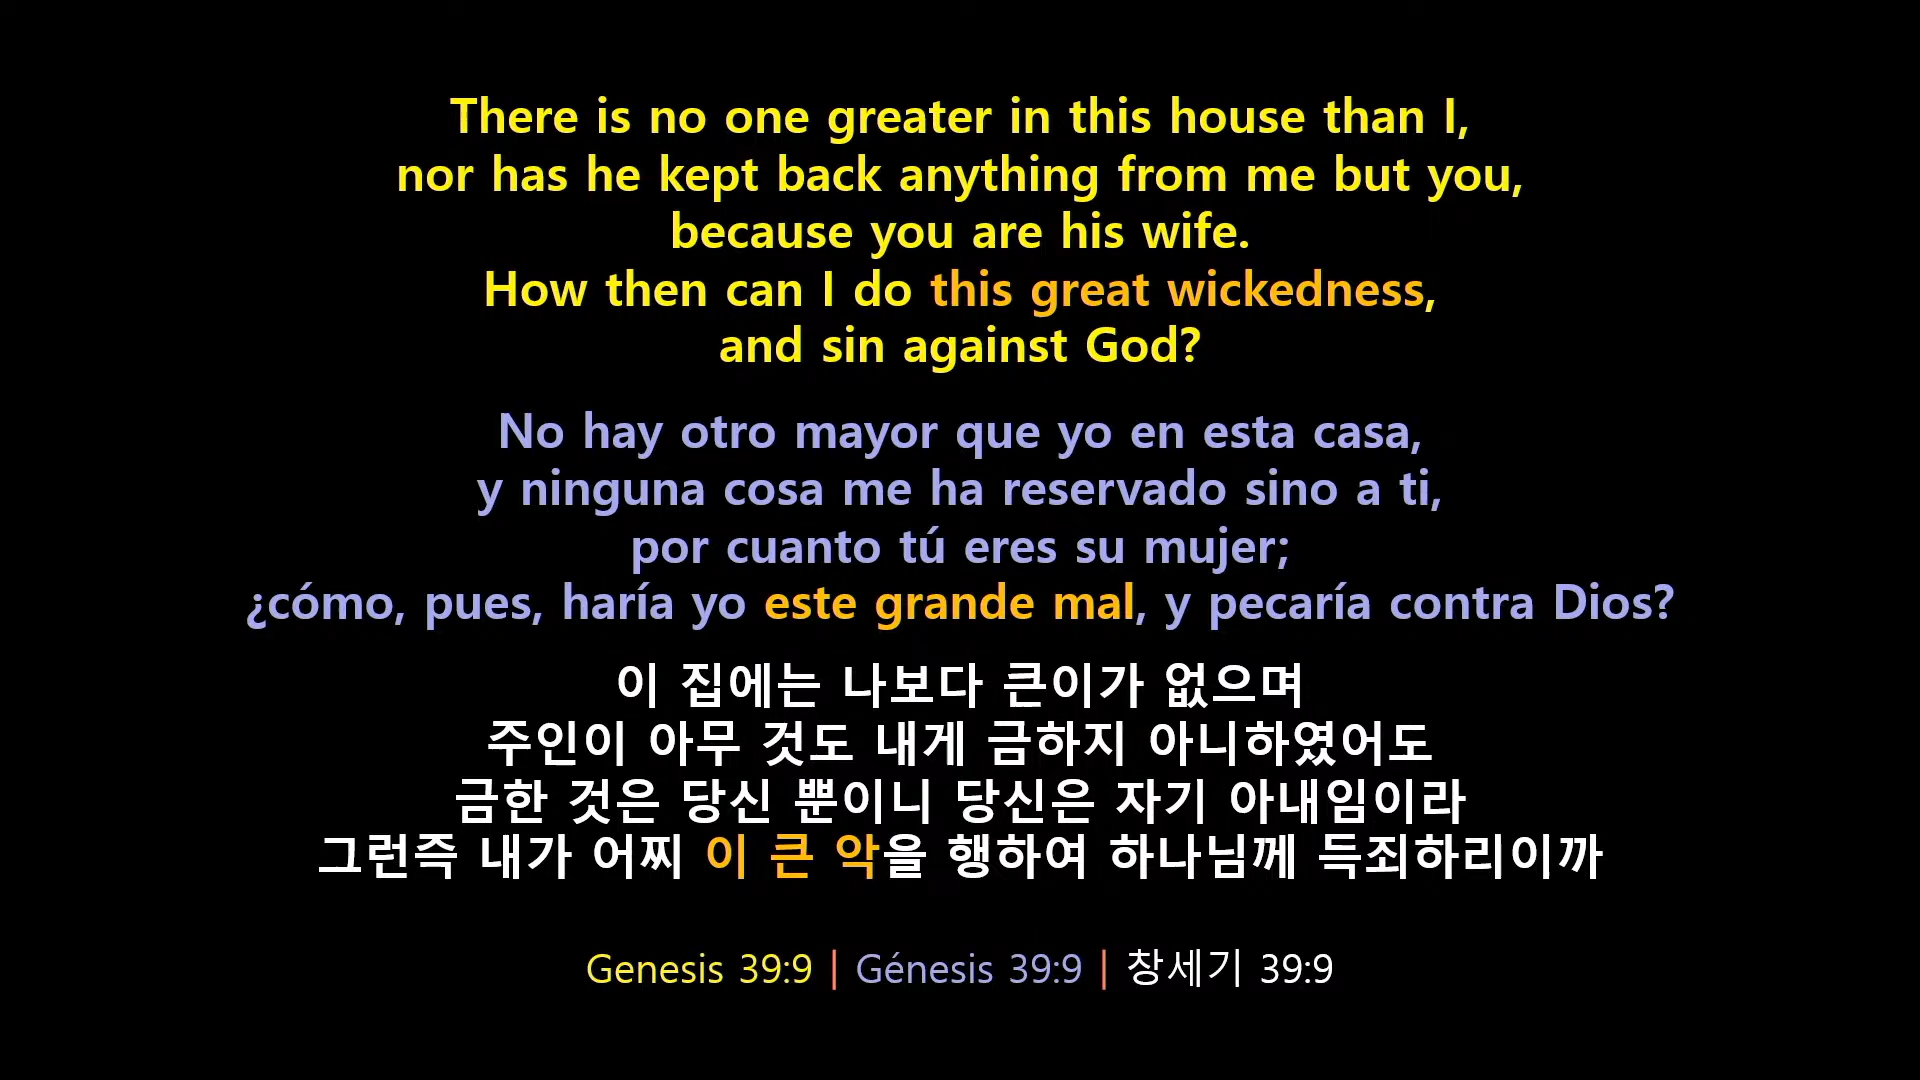 There is no one greater in this house than I,
nor has he kept back anything from me but you,
because you are his wife.
How then can I do this great wickedness,
and sin against God?
No hay otro mayor que yo en esta casa,
y ninguna cosa me ha reservado sino a ti,
por cuanto tú eres su mujer;
¿cómo, pues, haría yo este grande mal, y pecaría contra Dios?
이 집에는 나보다 큰이가 없으며
주인이 아무 것도 내게 금하지 아니하였어도
금한 것은 당신 뿐이니 당신은 자기 아내임이라
그런즉 내가 어찌 이 큰 악을 행하여 하나님께 득죄하리이까
Genesis 39:9 | Génesis 39:9 | 창세기 39:9